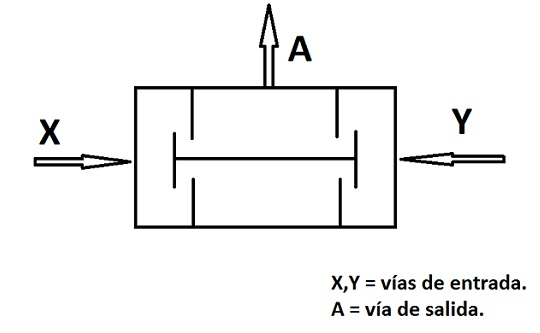 A
X
Y
X,Y = vías de entrada.
A = vía de salida.